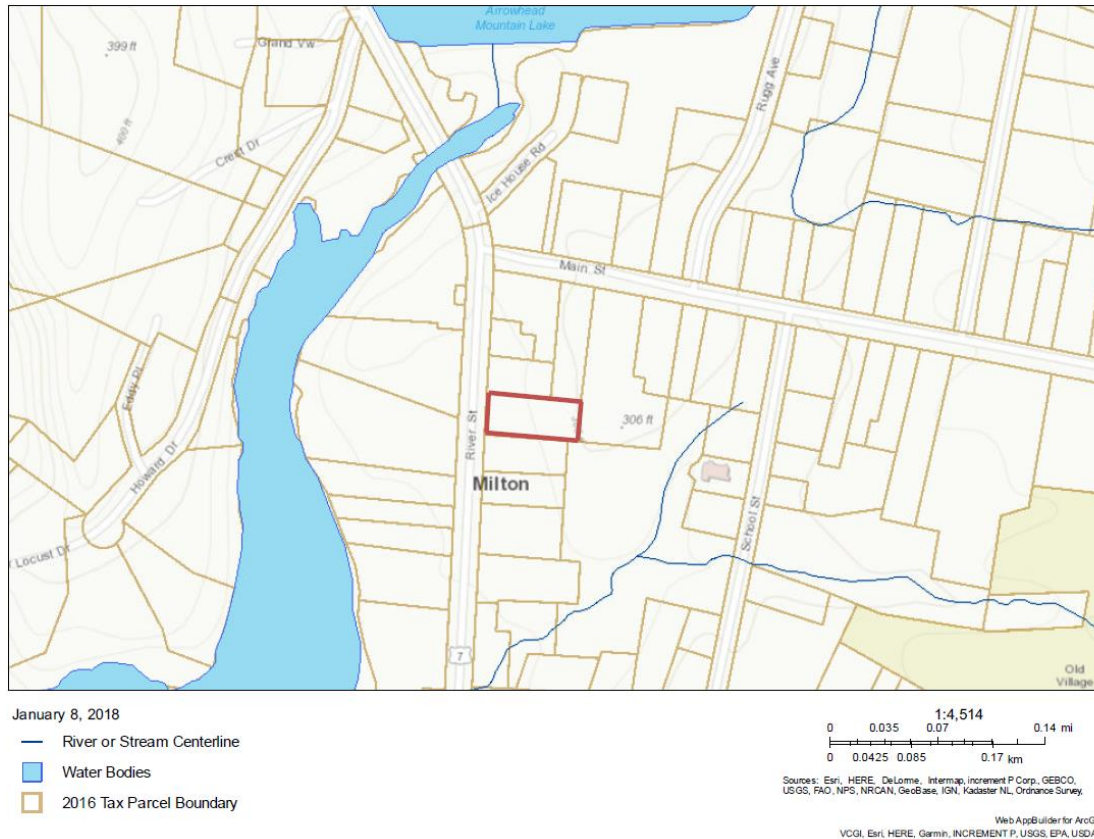 Arrowhead
Mountain Lake
399 ft
Grand Vw
400 ft
Crest Dr
Rugg Ave
Ice House Rd
Main St
Eddy Pl
River St
306 ft
Howard Dr
Milton
School St
Locust Dr
7
Old
Village
January 8, 2018
River or Stream Centerline
Water Bodies
2016 Tax Parcel Boundary
1:4,514
0 0.035 0.07 0.14 mi
0 0.0425 0.085 0.17 km
Sources: Esri, HERE, DeLorme, Intermap, increment P Corp., GEBCO,
USGS, FAO, NPS, NRCAN, GeoBase, IGN, Kadaster NL, Ordnance Survey,
Web AppBuilder for ArcG
VCGI, Esri, HERE, Garmin, INCREMENT P, USGS, EPA, USDA